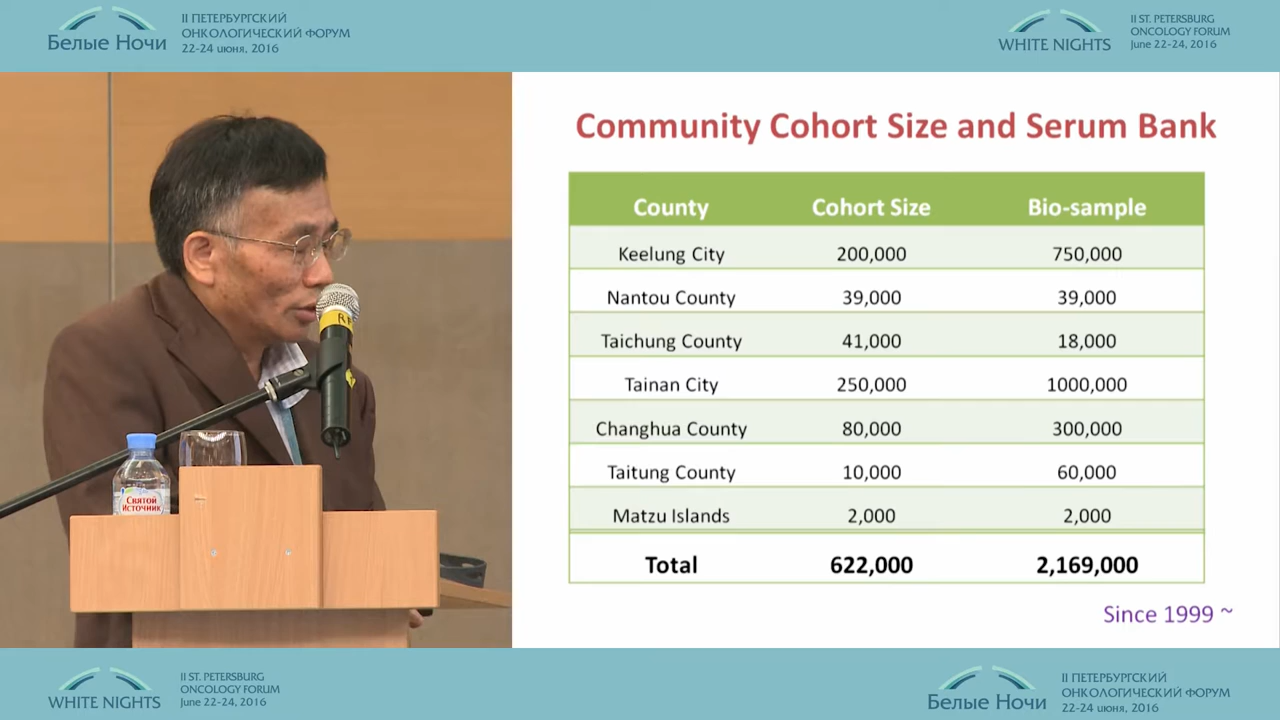 II ПЕТЕРБУРГСКИЙ
ОНКОЛОГИЧЕСКИЙ ФОРУМ
Белые Ночи
22-24 июня, 2016
II ST. PETERSBURG
ONCOLOGY FORUM
WHITE NIGHTS
June 22-24, 2016
Community Cohort Size and Serum Bank
County Cohort Size Bio-sample
Keelung City 200,000 750,000
Nantou County 39,000 39,000
Taichung County 41,000 18,000
Tainan City 250,000 1000,000
Changhua County 80,000 300,000
Taitung County 10,000 60,000
Matzu Islands 2,000 2,000
Total 622,000 2,169,000
Since 1999 ~
Святой
Источник
II ST. PETERSBURG
ONCOLOGY FORUM
WHITE NIGHTS
June 22-24, 2016
II ПЕТЕРБУРГСКИЙ
ОНКОЛОГИЧЕСКИЙ ФОРУМ
Белые Ночи
22-24 июня, 2016